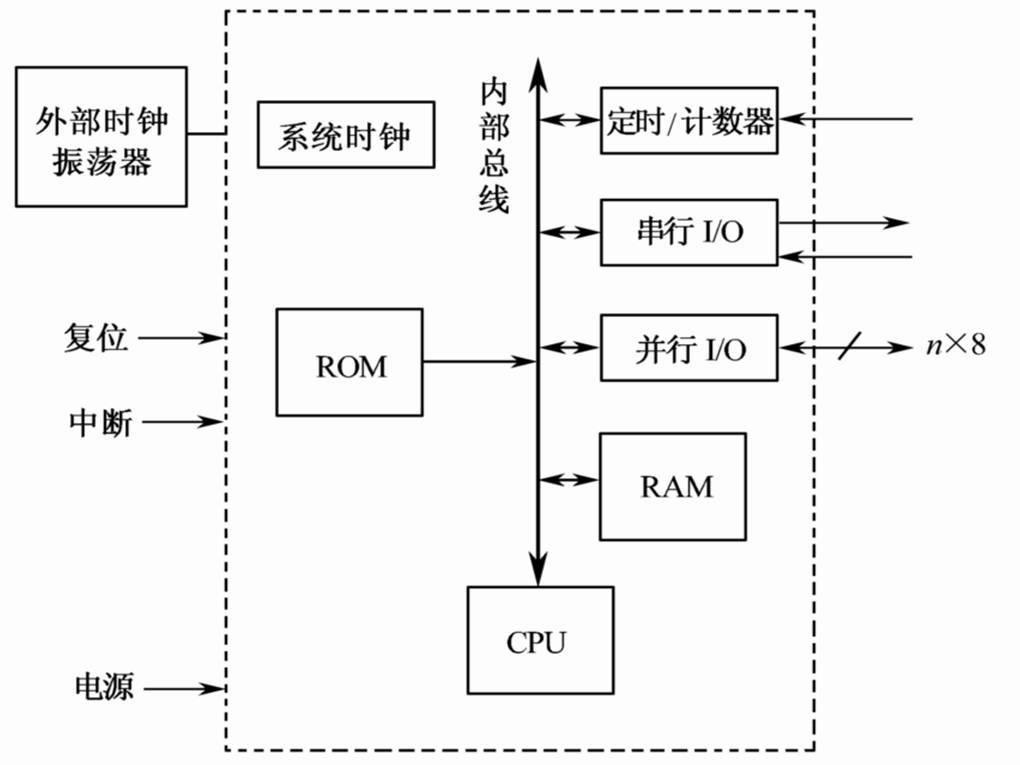 外部时钟
振荡器
系统时钟
内
部
总
线
定时/计数器
串行 I/O
复位
ROM
并行 I/O
n×8
中断
RAM
CPU
电源